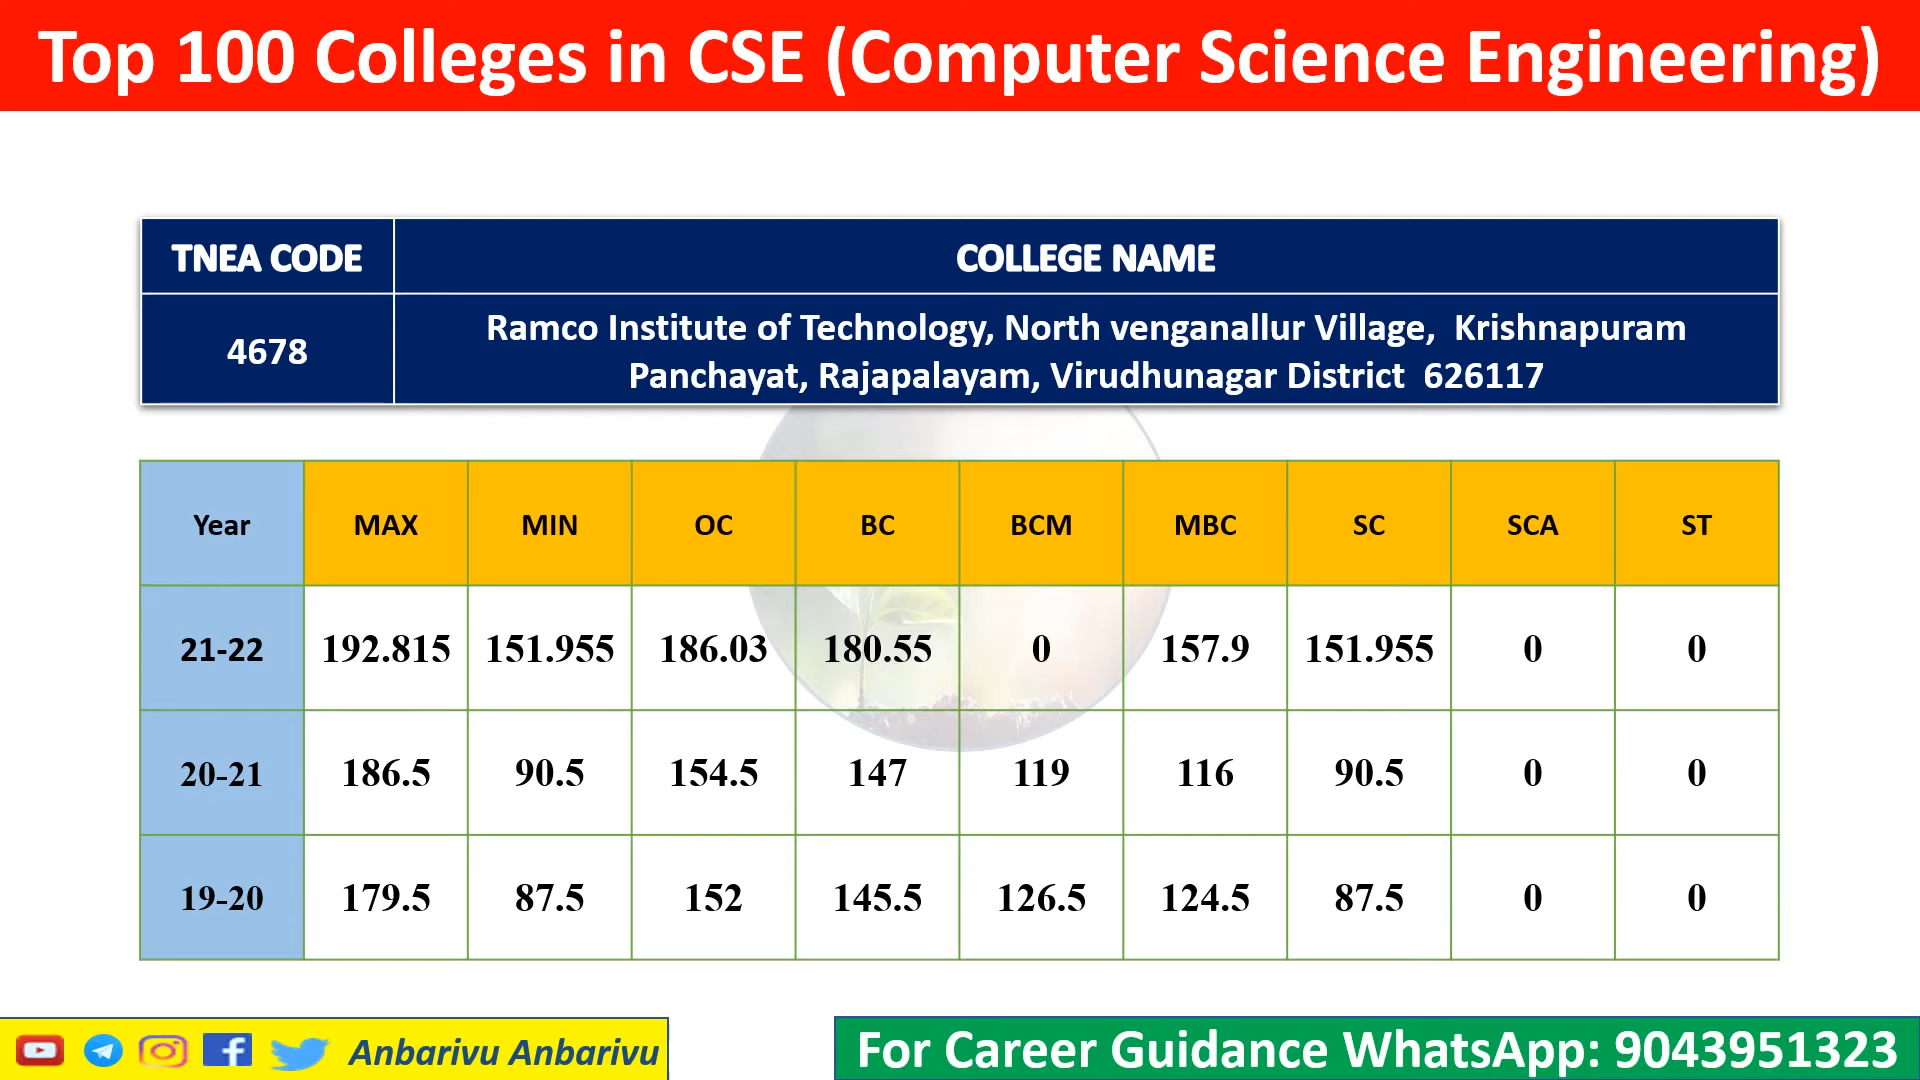 Top 100 Colleges in CSE (Computer Science Engineering)
TNEA CODE COLLEGE NAME
4678 Ramco Institute of Technology, North venganallur Village, Krishnapuram
Panchayat, Rajapalayam, Virudhunagar District 626117
Year MAX MIN OC BC BCM MBC SC SCA ST
21-22 192.815 151.955 186.03 180.55 0 157.9 151.955 0 0
20-21 186.5 90.5 154.5 147 119 116 90.5 0 0
19-20 179.5 87.5 152 145.5 126.5 124.5 87.5 0 0
Anbarivu Anbarivu
For Career Guidance WhatsApp: 9043951323